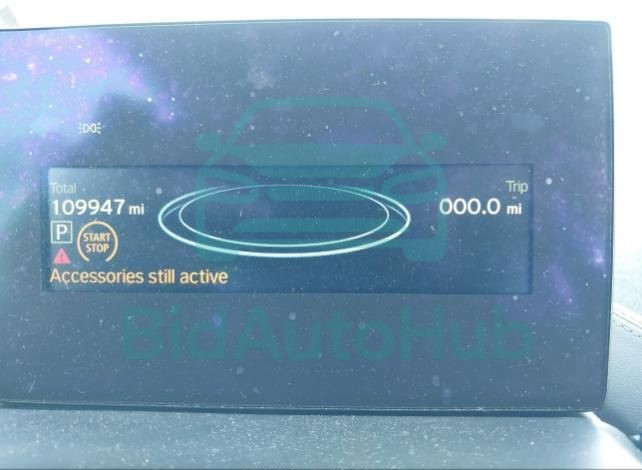 Total
109947 mi
Trip
000.0 mi
P
START
STOP
Accessories still active
BidAutoHub